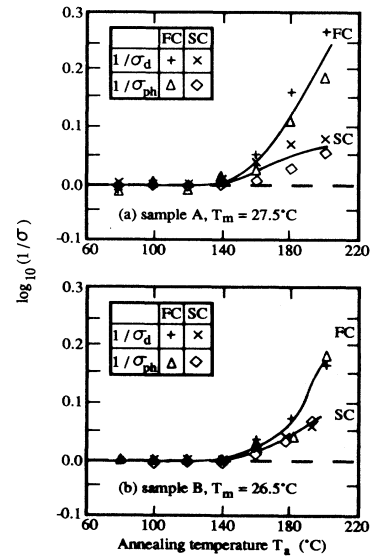 0.3
0.2
0.1
0.0
-0.1
FC SC
1/σd + ×
1/σph △ ◇
FC
SC
(a) sample A, Tm = 27.5°C
60 100 140 180 220
log10 (1/σ)
0.3
0.2
0.1
0.0
-0.1
FC SC
1/σd + ×
1/σph △ ◇
FC
SC
(b) sample B, Tm = 26.5°C
60 100 140 180 220
Annealing temperature Ta (°C)